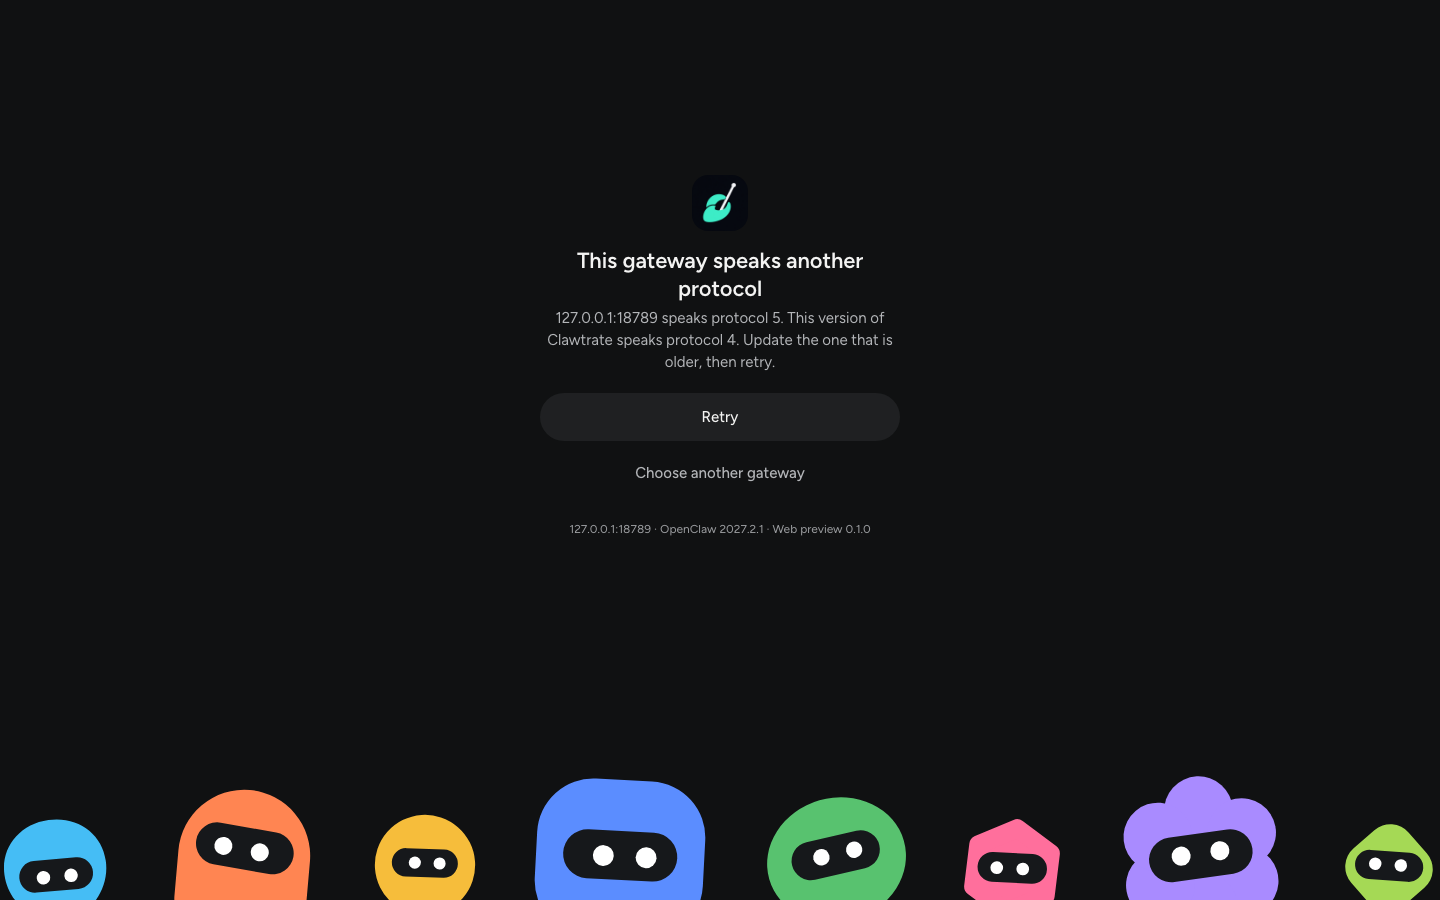 This gateway speaks another
protocol
127.0.0.1:18789 speaks protocol 5. This version of
Clawtrate speaks protocol 4. Update the one that is
older, then retry.
Retry
Choose another gateway
127.0.0.1:18789 · OpenClaw 2027.2.1 · Web preview 0.1.0